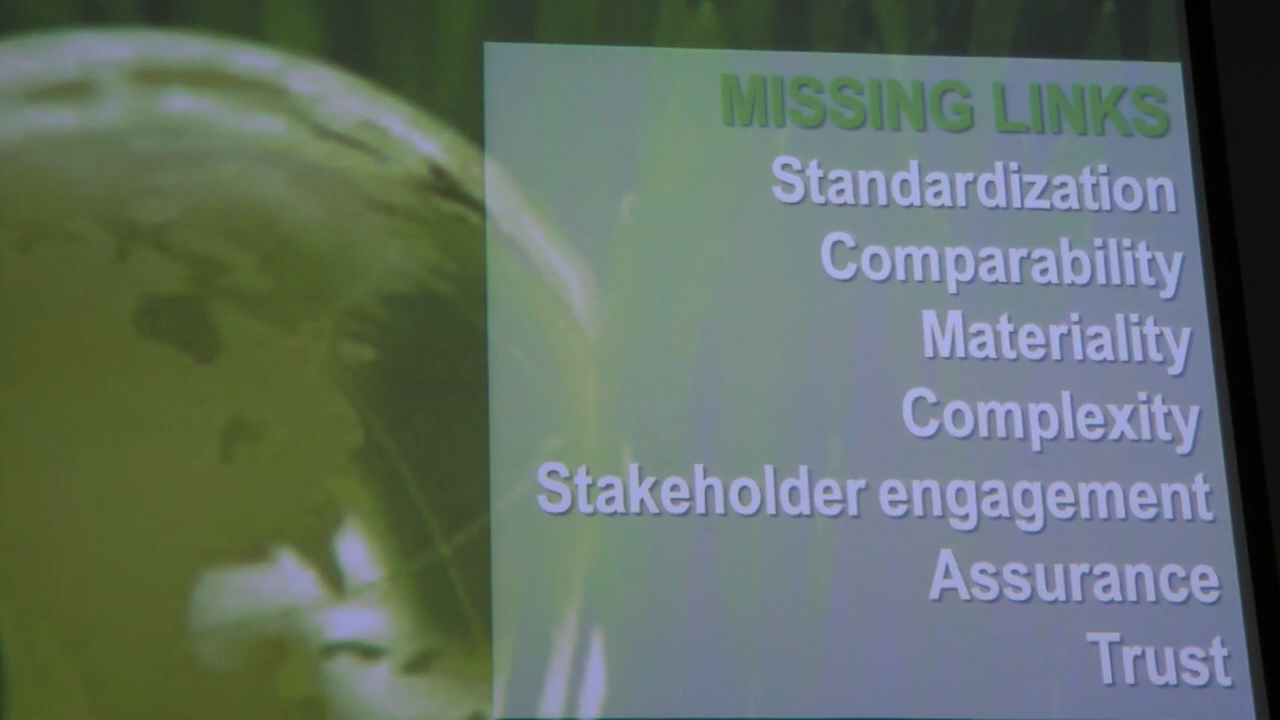 MISSING LINKS
Standardization
Comparability
Materiality
Complexity
Stakeholder engagement
Assurance
Trust